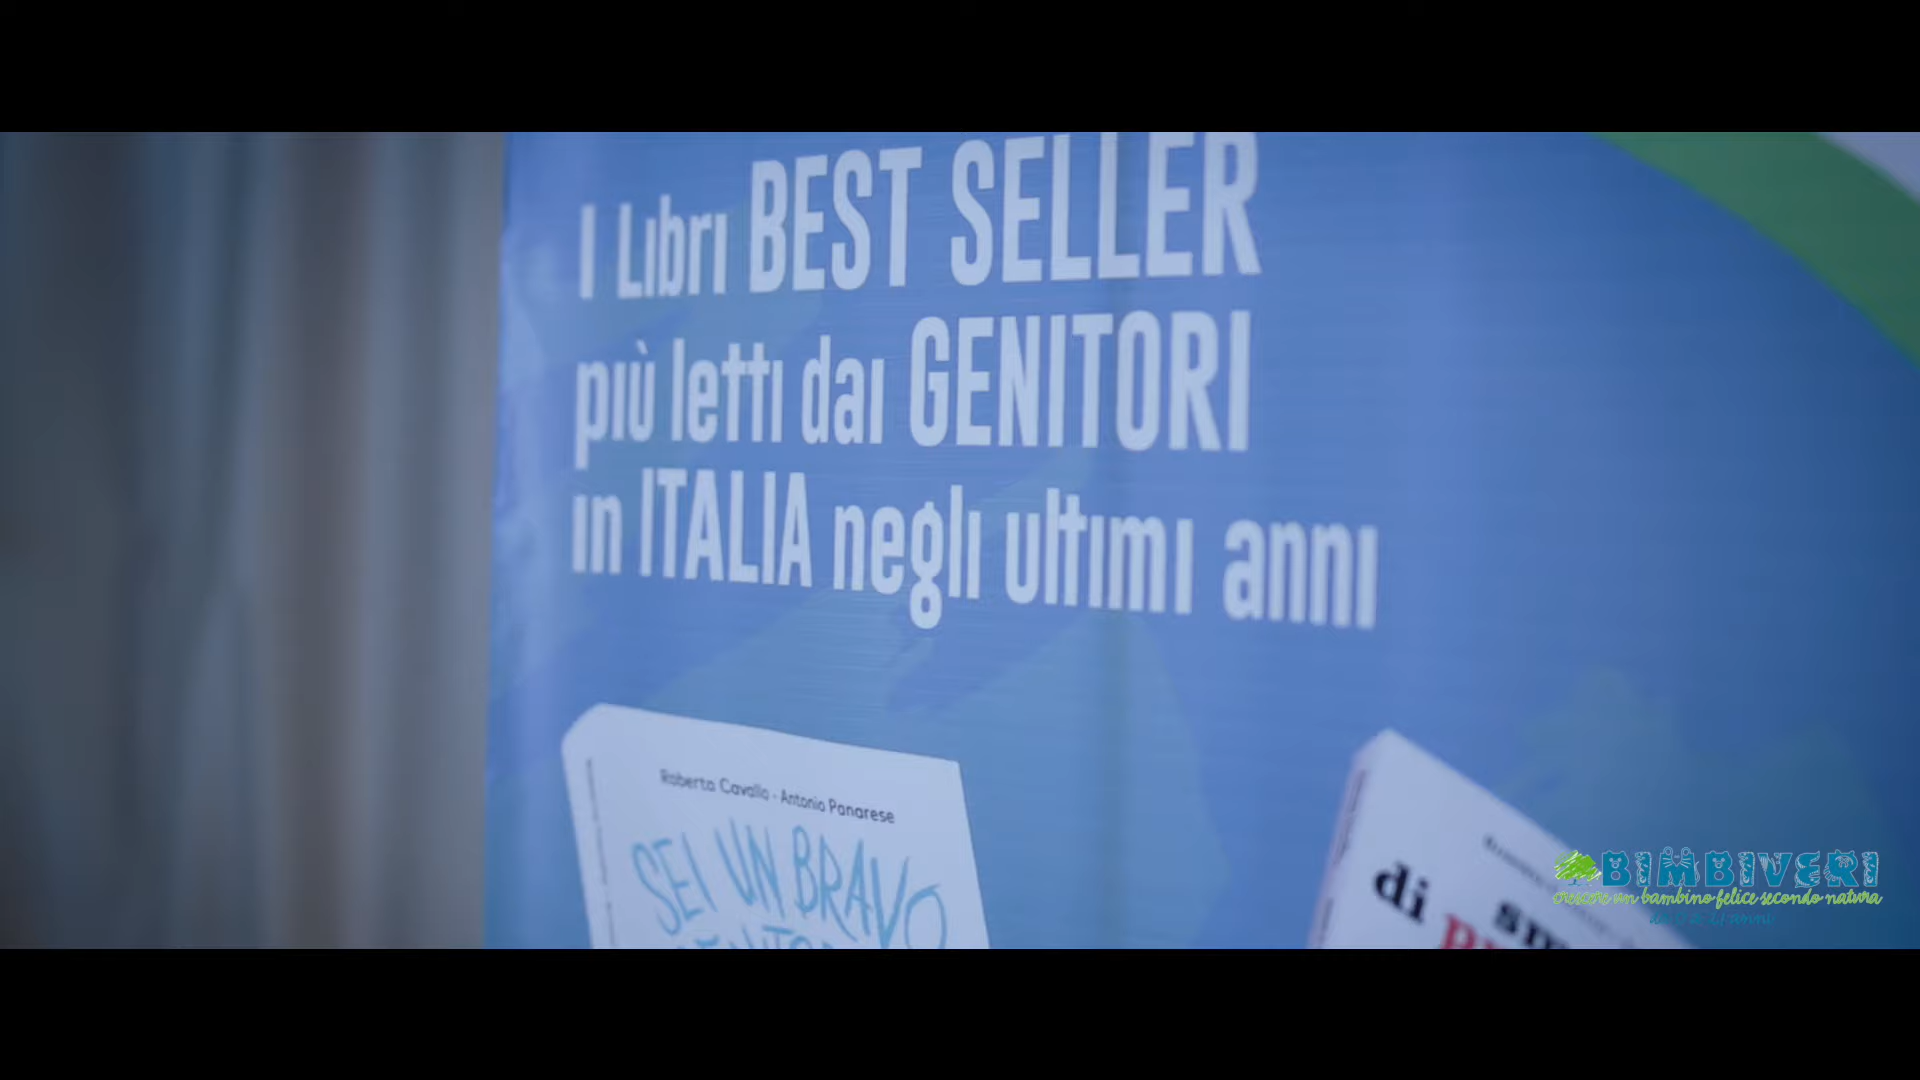 I Libri BEST SELLER
più letti dai GENITORI
in ITALIA negli ultimi anni
Roberta Cavallo - Antonio Panarese
SEI UN BRAVO
di
BIMBIVERI
crescere un bambino felice secondo natura